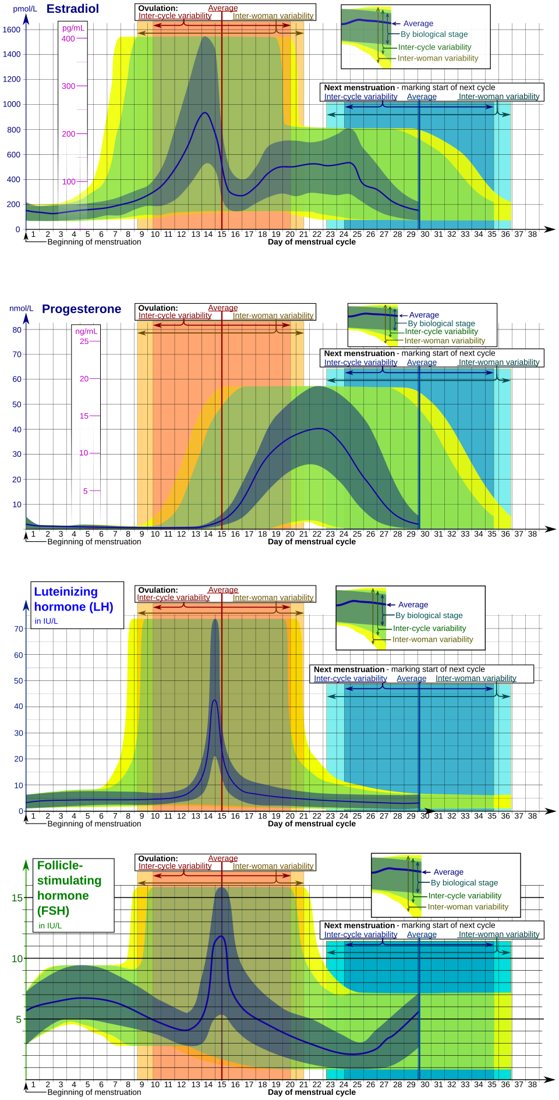 pmol/L Estradiol
Ovulation: Average
Inter-cycle variability Inter-woman variability
pg/mL
Average
By biological stage
Inter-cycle variability
Inter-woman variability
Next menstruation - marking start of next cycle
Inter-cycle variability Average Inter-woman variability
1600
1400
1200
1000
800
600
400
200
0
400
300
200
100
1 2 3 4 5 6 7 8 9 10 11 12 13 14 15 16 17 18 19 20 21 22 23 24 25 26 27 28 29 30 31 32 33 34 35 36 37 38
Beginning of menstruation
Day of menstrual cycle
nmol/L Progesterone
Ovulation: Average
Inter-cycle variability Inter-woman variability
ng/mL
Average
By biological stage
Inter-cycle variability
Inter-woman variability
Next menstruation - marking start of next cycle
Inter-cycle variability Average Inter-woman variability
80
70
60
50
40
30
20
10
25
20
15
10
5
1 2 3 4 5 6 7 8 9 10 11 12 13 14 15 16 17 18 19 20 21 22 23 24 25 26 27 28 29 30 31 32 33 34 35 36 37 38
Beginning of menstruation
Day of menstrual cycle
Luteinizing
hormone (LH)
in IU/L
Ovulation: Average
Inter-cycle variability Inter-woman variability
Average
By biological stage
Inter-cycle variability
Inter-woman variability
Next menstruation - marking start of next cycle
Inter-cycle variability Average Inter-woman variability
70
60
50
40
30
20
10
0
1 2 3 4 5 6 7 8 9 10 11 12 13 14 15 16 17 18 19 20 21 22 23 24 25 26 27 28 29 30 31 32 33 34 35 36 37 38
Beginning of menstruation
Day of menstrual cycle
Follicle-
stimulating
hormone
(FSH)
in IU/L
Ovulation: Average
Inter-cycle variability Inter-woman variability
Average
By biological stage
Inter-cycle variability
Inter-woman variability
Next menstruation - marking start of next cycle
Inter-cycle variability Average Inter-woman variability
15
10
5
1 2 3 4 5 6 7 8 9 10 11 12 13 14 15 16 17 18 19 20 21 22 23 24 25 26 27 28 29 30 31 32 33 34 35 36 37 38
Beginning of menstruation
Day of menstrual cycle